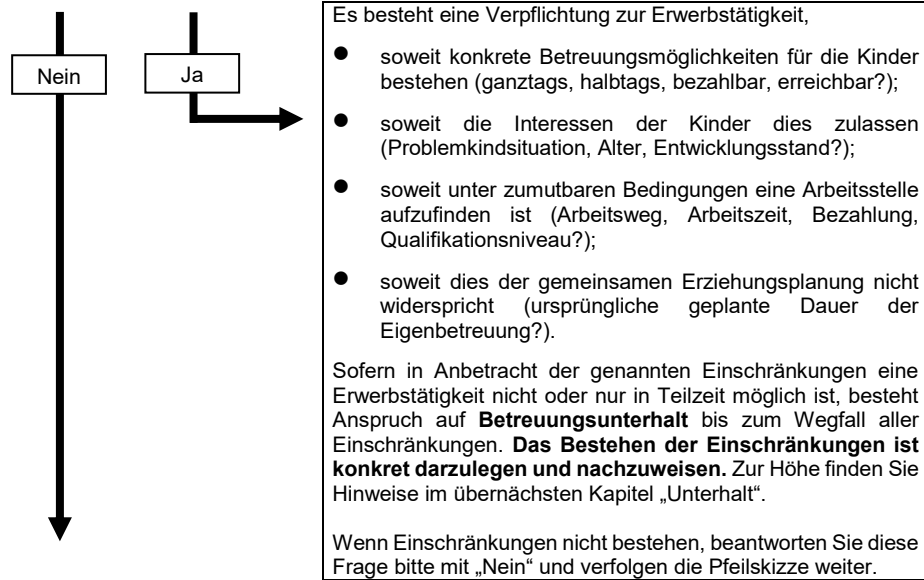 Nein
Ja
Es besteht eine Verpflichtung zur Erwerbstätigkeit,
● soweit konkrete Betreuungsmöglichkeiten für die Kinder
bestehen (ganztags, halbtags, bezahlbar, erreichbar?);
● soweit die Interessen der Kinder dies zulassen
(Problemkindsituation, Alter, Entwicklungsstand?);
● soweit unter zumutbaren Bedingungen eine Arbeitsstelle
aufzufinden ist (Arbeitsweg, Arbeitszeit, Bezahlung,
Qualifikationsniveau?);
● soweit dies der gemeinsamen Erziehungsplanung nicht
widerspricht (ursprüngliche geplante Dauer der
Eigenbetreuung?).
Sofern in Anbetracht der genannten Einschränkungen eine
Erwerbstätigkeit nicht oder nur in Teilzeit möglich ist, besteht
Anspruch auf Betreuungsunterhalt bis zum Wegfall aller
Einschränkungen. Das Bestehen der Einschränkungen ist
konkret darzulegen und nachzuweisen. Zur Höhe finden Sie
Hinweise im übernächsten Kapitel „Unterhalt“.
Wenn Einschränkungen nicht bestehen, beantworten Sie diese
Frage bitte mit „Nein“ und verfolgen die Pfeilskizze weiter.